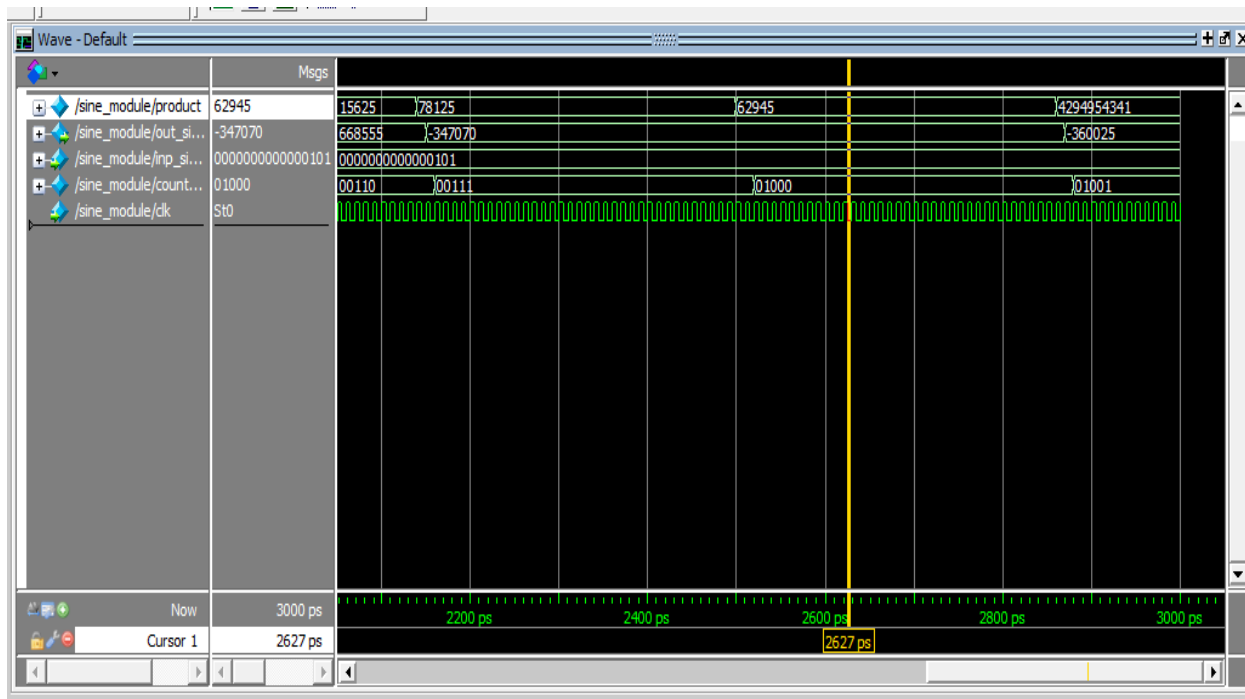 Wave - Default
Msgs
/sine_module/product 62945 15625 78125 62945 4294954341
/sine_module/out_si... -347070 668555 -347070 -360025
/sine_module/inp_si... 0000000000000101 0000000000000101
/sine_module/count... 01000 00110 00111 01000 01001
/sine_module/clk St0
Now 3000 ps 2200 ps 2400 ps 2600 ps 2800 ps 3000 ps
Cursor 1 2627 ps 2627 ps